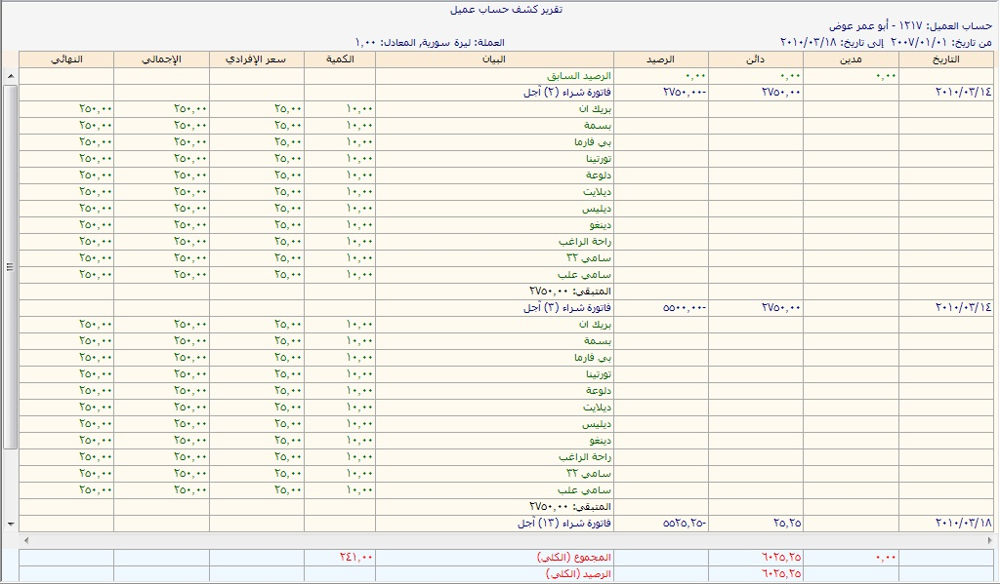 تقرير كشف حساب عميل
حساب العميل: ١٢١٧ - أبو عمر عوض
من تاريخ: ٢٠٠٧/٠١/٠١ إلى تاريخ: ٢٠١٠/٠٣/١٨ العملة: ليرة سورية, المعادل: ١,٠٠
التاريخ مدين دائن الرصيد البيان الكمية سعر الإفرادي الإجمالي النهائي
٠,٠٠ ٠,٠٠ ٠,٠٠ الرصيد السابق
٢٠١٠/٠٣/١٤ ٢٧٥٠,٠٠ ٢٧٥٠,٠٠- فاتورة شراء (٢) آجل
بريك ان ١٠,٠٠ ٢٥,٠٠ ٢٥٠,٠٠ ٢٥٠,٠٠
بسمة ١٠,٠٠ ٢٥,٠٠ ٢٥٠,٠٠ ٢٥٠,٠٠
بي فارما ١٠,٠٠ ٢٥,٠٠ ٢٥٠,٠٠ ٢٥٠,٠٠
تورتينا ١٠,٠٠ ٢٥,٠٠ ٢٥٠,٠٠ ٢٥٠,٠٠
دلوعة ١٠,٠٠ ٢٥,٠٠ ٢٥٠,٠٠ ٢٥٠,٠٠
ديلايت ١٠,٠٠ ٢٥,٠٠ ٢٥٠,٠٠ ٢٥٠,٠٠
ديليس ١٠,٠٠ ٢٥,٠٠ ٢٥٠,٠٠ ٢٥٠,٠٠
دينغو ١٠,٠٠ ٢٥,٠٠ ٢٥٠,٠٠ ٢٥٠,٠٠
راحة الراغب ١٠,٠٠ ٢٥,٠٠ ٢٥٠,٠٠ ٢٥٠,٠٠
سامي ٣٢ ١٠,٠٠ ٢٥,٠٠ ٢٥٠,٠٠ ٢٥٠,٠٠
سامي علب ١٠,٠٠ ٢٥,٠٠ ٢٥٠,٠٠ ٢٥٠,٠٠
المتبقي: ٢٧٥٠,٠٠
٢٠١٠/٠٣/١٤ ٢٧٥٠,٠٠ ٥٥٠٠,٠٠- فاتورة شراء (٣) آجل
بريك ان ١٠,٠٠ ٢٥,٠٠ ٢٥٠,٠٠ ٢٥٠,٠٠
بسمة ١٠,٠٠ ٢٥,٠٠ ٢٥٠,٠٠ ٢٥٠,٠٠
بي فارما ١٠,٠٠ ٢٥,٠٠ ٢٥٠,٠٠ ٢٥٠,٠٠
تورتينا ١٠,٠٠ ٢٥,٠٠ ٢٥٠,٠٠ ٢٥٠,٠٠
دلوعة ١٠,٠٠ ٢٥,٠٠ ٢٥٠,٠٠ ٢٥٠,٠٠
ديلايت ١٠,٠٠ ٢٥,٠٠ ٢٥٠,٠٠ ٢٥٠,٠٠
ديليس ١٠,٠٠ ٢٥,٠٠ ٢٥٠,٠٠ ٢٥٠,٠٠
دينغو ١٠,٠٠ ٢٥,٠٠ ٢٥٠,٠٠ ٢٥٠,٠٠
راحة الراغب ١٠,٠٠ ٢٥,٠٠ ٢٥٠,٠٠ ٢٥٠,٠٠
سامي ٣٢ ١٠,٠٠ ٢٥,٠٠ ٢٥٠,٠٠ ٢٥٠,٠٠
سامي علب ١٠,٠٠ ٢٥,٠٠ ٢٥٠,٠٠ ٢٥٠,٠٠
المتبقي: ٢٧٥٠,٠٠
٢٠١٠/٠٣/١٨ ٢٥,٢٥ ٥٥٢٥,٢٥- فاتورة شراء (١٣) آجل
٠,٠٠ ٦٠٢٥,٢٥ المجموع (الكلي) ٢٤١,٠٠
٦٠٢٥,٢٥ الرصيد (الكلي)